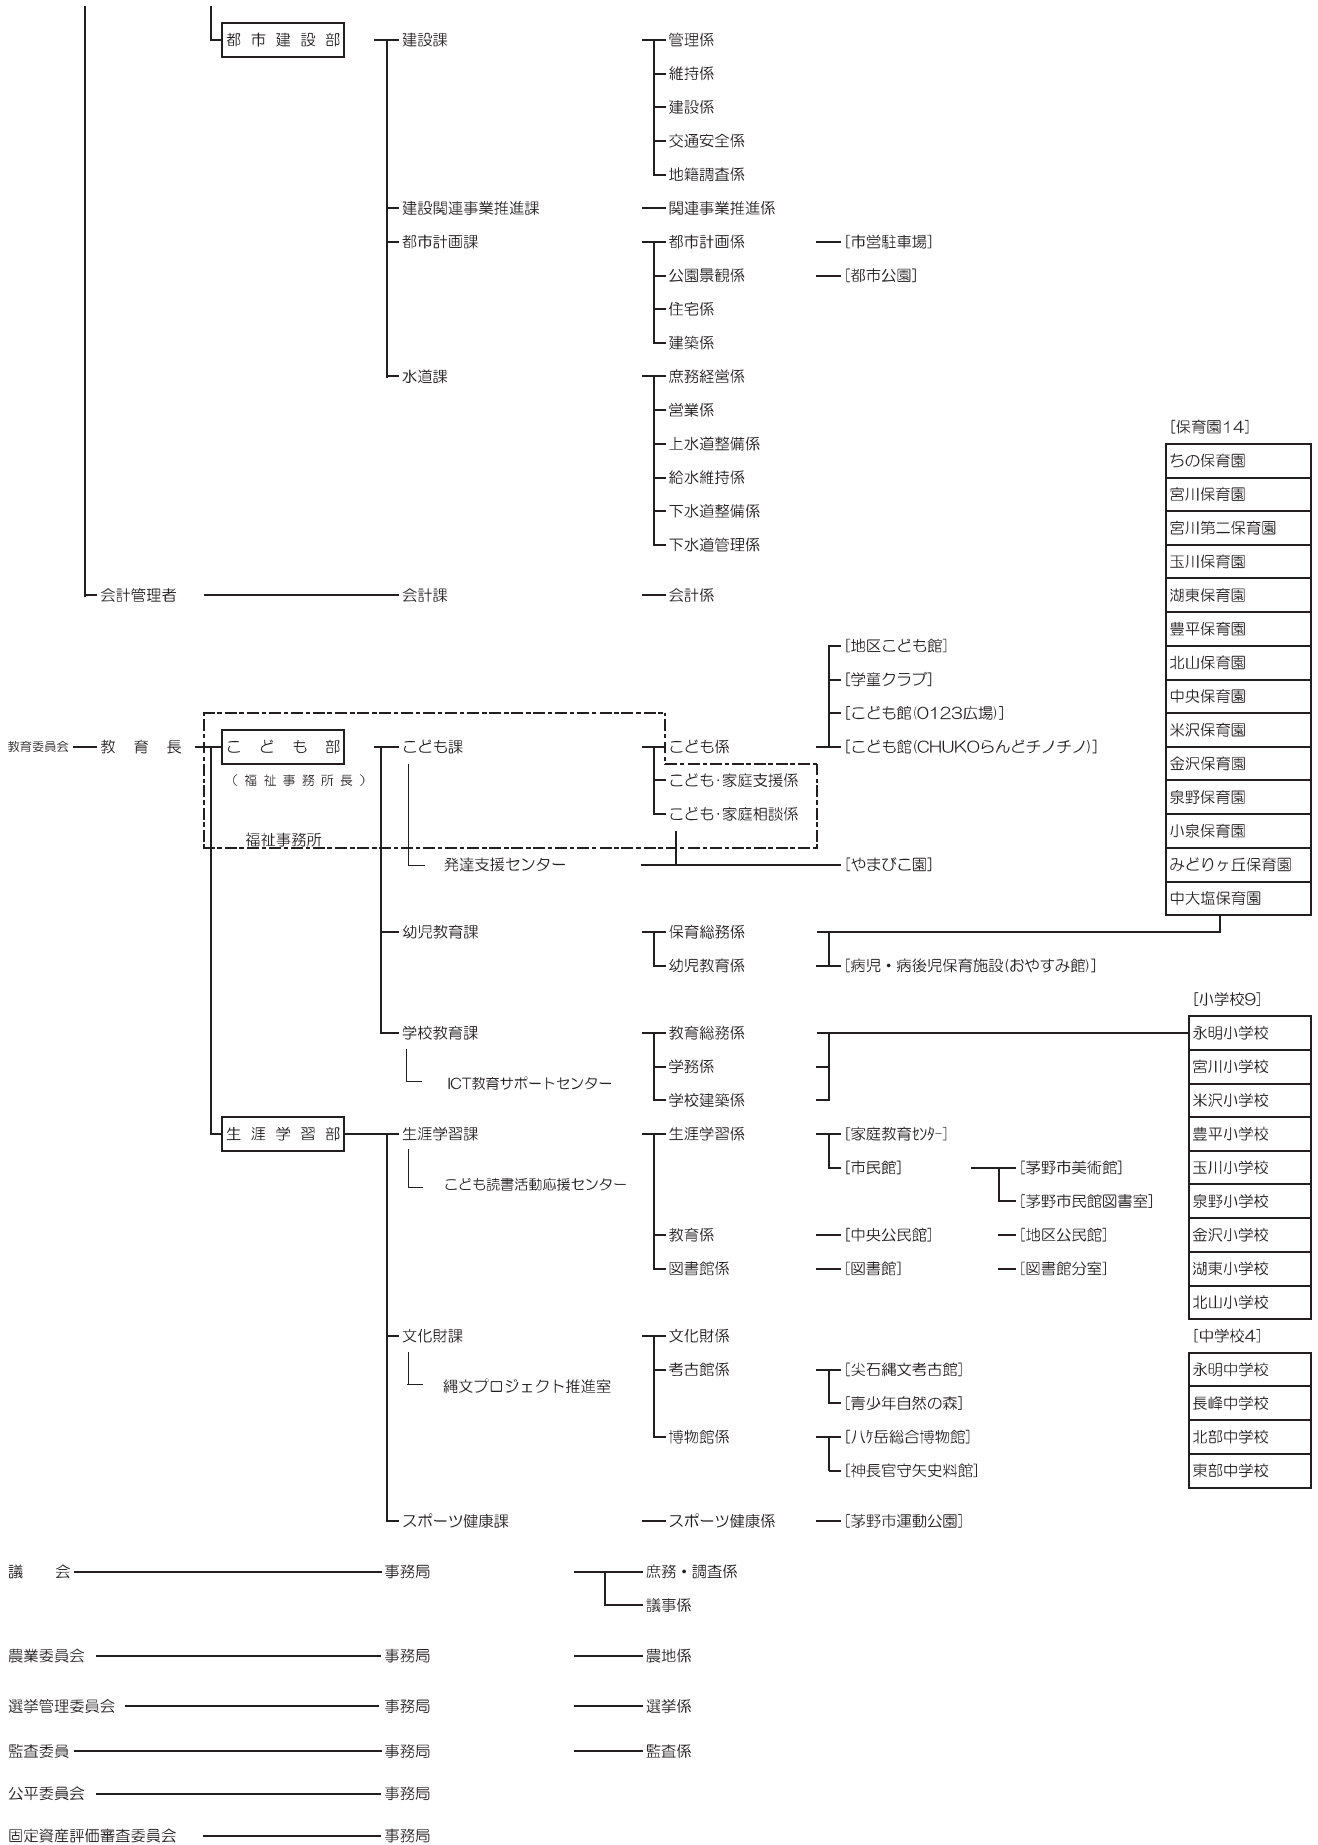 都市建設部 建設課 管理係
維持係
建設係
交通安全係
地籍調査係
建設関連事業推進課 関連事業推進係
都市計画課 都市計画係 [市営駐車場]
公園景観係 [都市公園]
住宅係
建築係
水道課 庶務経営係
営業係
[保育園14]
上水道整備係
ちの保育園
給水維持係
宮川保育園
下水道整備係
宮川第二保育園
下水道管理係
玉川保育園
会計管理者 会計課 会計係 湖東保育園
豊平保育園
[地区こども館]
北山保育園
[学童クラブ]
中央保育園
[こども館(0123広場)]
米沢保育園
教育委員会 教育長 こども部 こども課 こども係 [こども館(CHUKOらんどチノチノ)]
金沢保育園
(福祉事務所長) こども・家庭支援係
泉野保育園
こども・家庭相談係
小泉保育園
福祉事務所
発達支援センター [やまびこ園] みどりヶ丘保育園
中大塩保育園
幼児教育課 保育総務係
幼児教育係 [病児・病後児保育施設(おやすみ館)]
[小学校9]
学校教育課 教育総務係 永明小学校
学務係 宮川小学校
ICT教育サポートセンター
学校建築係 米沢小学校
生涯学習部 生涯学習課 生涯学習係 [家庭教育ｾﾝﾀｰ] 豊平小学校
[市民館] [茅野市美術館] 玉川小学校
こども読書活動応援センター
[茅野市民館図書室] 泉野小学校
教育係 [中央公民館] [地区公民館] 金沢小学校
図書館係 [図書館] [図書館分室] 湖東小学校
北山小学校
文化財課 文化財係 [中学校4]
考古館係 [尖石縄文考古館] 永明中学校
縄文プロジェクト推進室
[青少年自然の森] 長峰中学校
博物館係 [八ｹ岳総合博物館] 北部中学校
[神長官守矢史料館] 東部中学校
スポーツ健康課 スポーツ健康係 [茅野市運動公園]
議会 事務局 庶務・調査係
議事係
農業委員会 事務局 農地係
選挙管理委員会 事務局 選挙係
監査委員 事務局 監査係
公平委員会 事務局
固定資産評価審査委員会 事務局